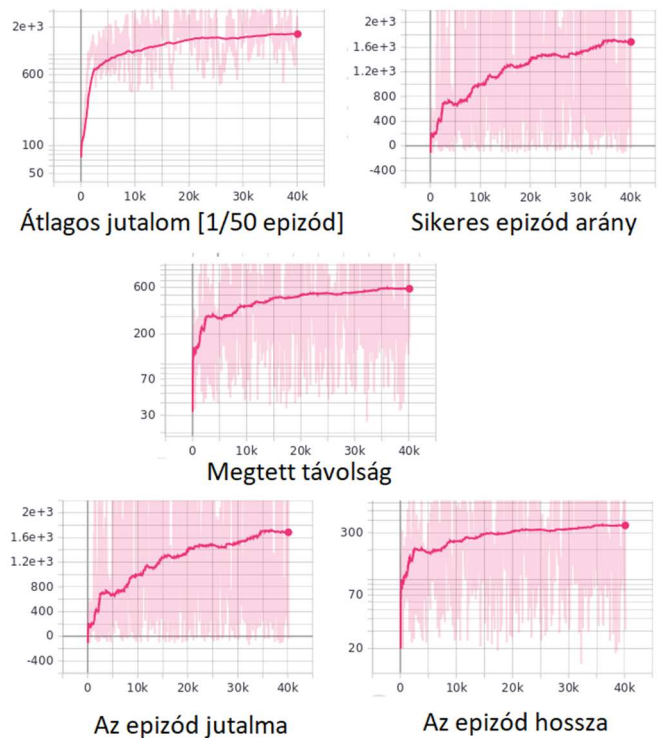 2e+3
600
100
50
0 10k 20k 30k 40k
Átlagos jutalom [1/50 epizód]
2e+3
1.6e+3
1.2e+3
800
400
0
-400
0 10k 20k 30k 40k
Sikeres epizód arány
600
200
70
30
0 10k 20k 30k 40k
Megtett távolság
2e+3
1.6e+3
1.2e+3
800
400
0
-400
0 10k 20k 30k 40k
Az epizód jutalma
300
70
20
0 10k 20k 30k 40k
Az epizód hossza